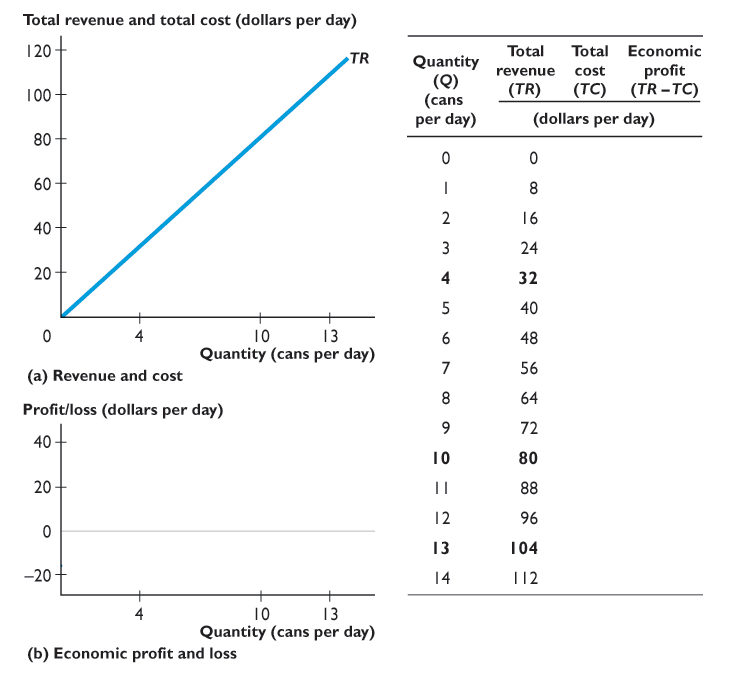 Total revenue and total cost (dollars per day)
120
100
80
60
40
20
TR
0 4 10 13
Quantity (cans per day)
(a) Revenue and cost
Profit/loss (dollars per day)
40
20
0
–20
4 10 13
Quantity (cans per day)
(b) Economic profit and loss
Quantity
(Q)
(cans
per day)
Total
revenue
(TR)
Total
cost
(TC)
Economic
profit
(TR – TC)
(dollars per day)
0 0
1 8
2 16
3 24
4 32
5 40
6 48
7 56
8 64
9 72
10 80
11 88
12 96
13 104
14 112